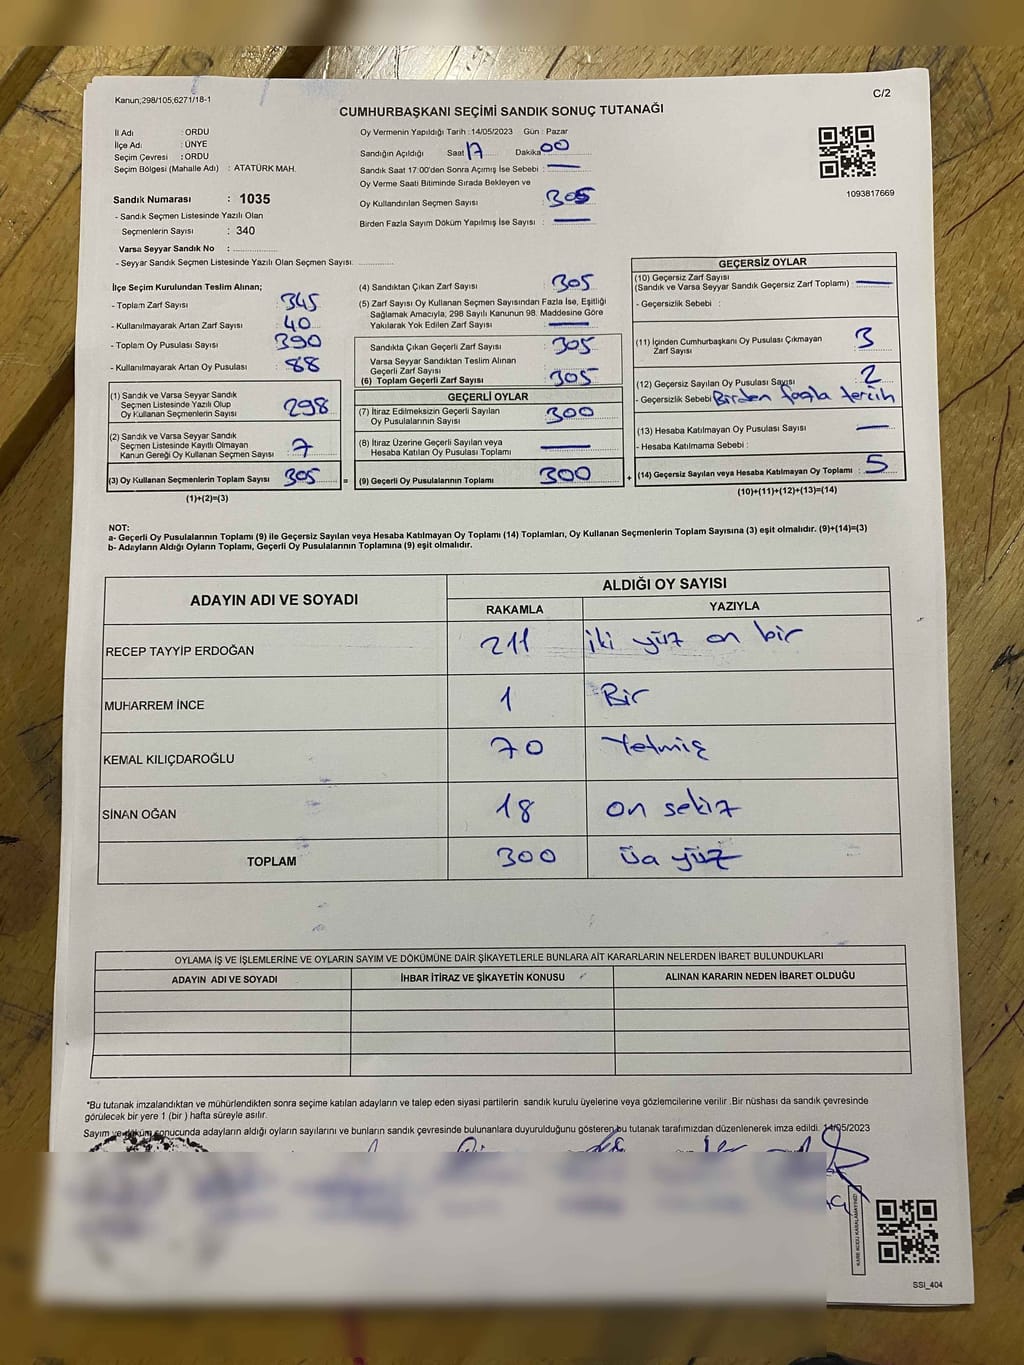 Kanun;298/105;6271/18-1
C/2
CUMHURBAŞKANI SEÇİMİ SANDIK SONUÇ TUTANAĞI
İl Adı : ORDU
İlçe Adı : ÜNYE
Seçim Çevresi : ORDU
Seçim Bölgesi (Mahalle Adı) : ATATÜRK MAH.
Sandık Numarası : 1035
- Sandık Seçmen Listesinde Yazılı Olan
Seçmenlerin Sayısı : 340
Varsa Seyyar Sandık No : ..............
- Seyyar Sandık Seçmen Listesinde Yazılı Olan Seçmen Sayısı: ............
Oy Vermenin Yapıldığı Tarih : 14/05/2023 Gün : Pazar
Sandığın Açıldığı Saat 17 Dakika 00
Sandık Saat 17:00'den Sonra Açımış İse Sebebi : —
Oy Verme Saati Bitiminde Sırada Bekleyen ve
Oy Kullandırılan Seçmen Sayısı : 305
Birden Fazla Sayım Döküm Yapılmış İse Sayısı : —
1093817669
İlçe Seçim Kurulundan Teslim Alınan;
- Toplam Zarf Sayısı : 345
- Kullanılmayarak Artan Zarf Sayısı : 40
- Toplam Oy Pusulası Sayısı : 390
- Kullanılmayarak Artan Oy Pusulası : 88
(1) Sandık ve Varsa Seyyar Sandık
Seçmen Listesinde Yazılı Olup
Oy Kullanan Seçmenlerin Sayısı : 298
(2) Sandık ve Varsa Seyyar Sandık
Seçmen Listesinde Kayıtlı Olmayan
Kanun Gereği Oy Kullanan Seçmen Sayısı : 7
(3) Oy Kullanan Seçmenlerin Toplam Sayısı : 305
(1)+(2)=(3)
(4) Sandıktan Çıkan Zarf Sayısı : 305
(5) Zarf Sayısı Oy Kullanan Seçmen Sayısından Fazla İse, Eşitliği
Sağlamak Amacıyla, 298 Sayılı Kanunun 98. Maddesine Göre
Yakılarak Yok Edilen Zarf Sayısı : —
Sandıkta Çıkan Geçerli Zarf Sayısı : 305
Varsa Seyyar Sandıktan Teslim Alınan
Geçerli Zarf Sayısı :
(6) Toplam Geçerli Zarf Sayısı : 305
=
GEÇERLİ OYLAR
(7) İtiraz Edilmeksizin Geçerli Sayılan
Oy Pusulalarının Sayısı : 300
(8) İtiraz Üzerine Geçerli Sayılan veya
Hesaba Katılan Oy Pusulası Toplamı : —
(9) Geçerli Oy Pusulalarının Toplamı : 300
+
GEÇERSİZ OYLAR
(10) Geçersiz Zarf Sayısı
(Sandık ve Varsa Seyyar Sandık Geçersiz Zarf Toplamı) : —
- Geçersizlik Sebebi :
(11) İçinden Cumhurbaşkanı Oy Pusulası Çıkmayan
Zarf Sayısı : 3
(12) Geçersiz Sayılan Oy Pusulası Sayısı : 2
- Geçersizlik Sebebi Birden fazla tercih
(13) Hesaba Katılmayan Oy Pusulası Sayısı : —
- Hesaba Katılmama Sebebi :
(14) Geçersiz Sayılan veya Hesaba Katılmayan Oy Toplamı : 5
(10)+(11)+(12)+(13)=(14)
NOT:
a- Geçerli Oy Pusulalarının Toplamı (9) ile Geçersiz Sayılan veya Hesaba Katılmayan Oy Toplamı (14) Toplamları, Oy Kullanan Seçmenlerin Toplam Sayısına (3) eşit olmalıdır. (9)+(14)=(3)
b- Adayların Aldığı Oyların Toplamı, Geçerli Oy Pusulalarının Toplamına (9) eşit olmalıdır.
ADAYIN ADI VE SOYADI
ALDIĞI OY SAYISI
RAKAMLA YAZIYLA
RECEP TAYYİP ERDOĞAN 211 iki yüz on bir
MUHARREM İNCE 1 Bir
KEMAL KILIÇDAROĞLU 70 Yetmiş
SİNAN OĞAN 18 on sekiz
TOPLAM 300 üç yüz
OYLAMA İŞ VE İŞLEMLERİNE VE OYLARIN SAYIM VE DÖKÜMÜNE DAİR ŞİKAYETLERLE BUNLARA AİT KARARLARIN NELERDEN İBARET BULUNDUKLARI
ADAYIN ADI VE SOYADI İHBAR İTİRAZ VE ŞİKAYETİN KONUSU ALINAN KARARIN NEDEN İBARET OLDUĞU
*Bu tutanak imzalandıktan ve mühürlendikten sonra seçime katılan adayların ve talep eden siyasi partilerin sandık kurulu üyelerine veya gözlemcilerine verilir .Bir nüshası da sandık çevresinde
görülecek bir yere 1 (bir ) hafta süreyle asılır.
Sayım ve döküm sonucunda adayların aldığı oyların sayılarını ve bunların sandık çevresinde bulunanlara duyurulduğunu gösteren bu tutanak tarafımızdan düzenlenerek imza edildi. 14/05/2023
SSI_404